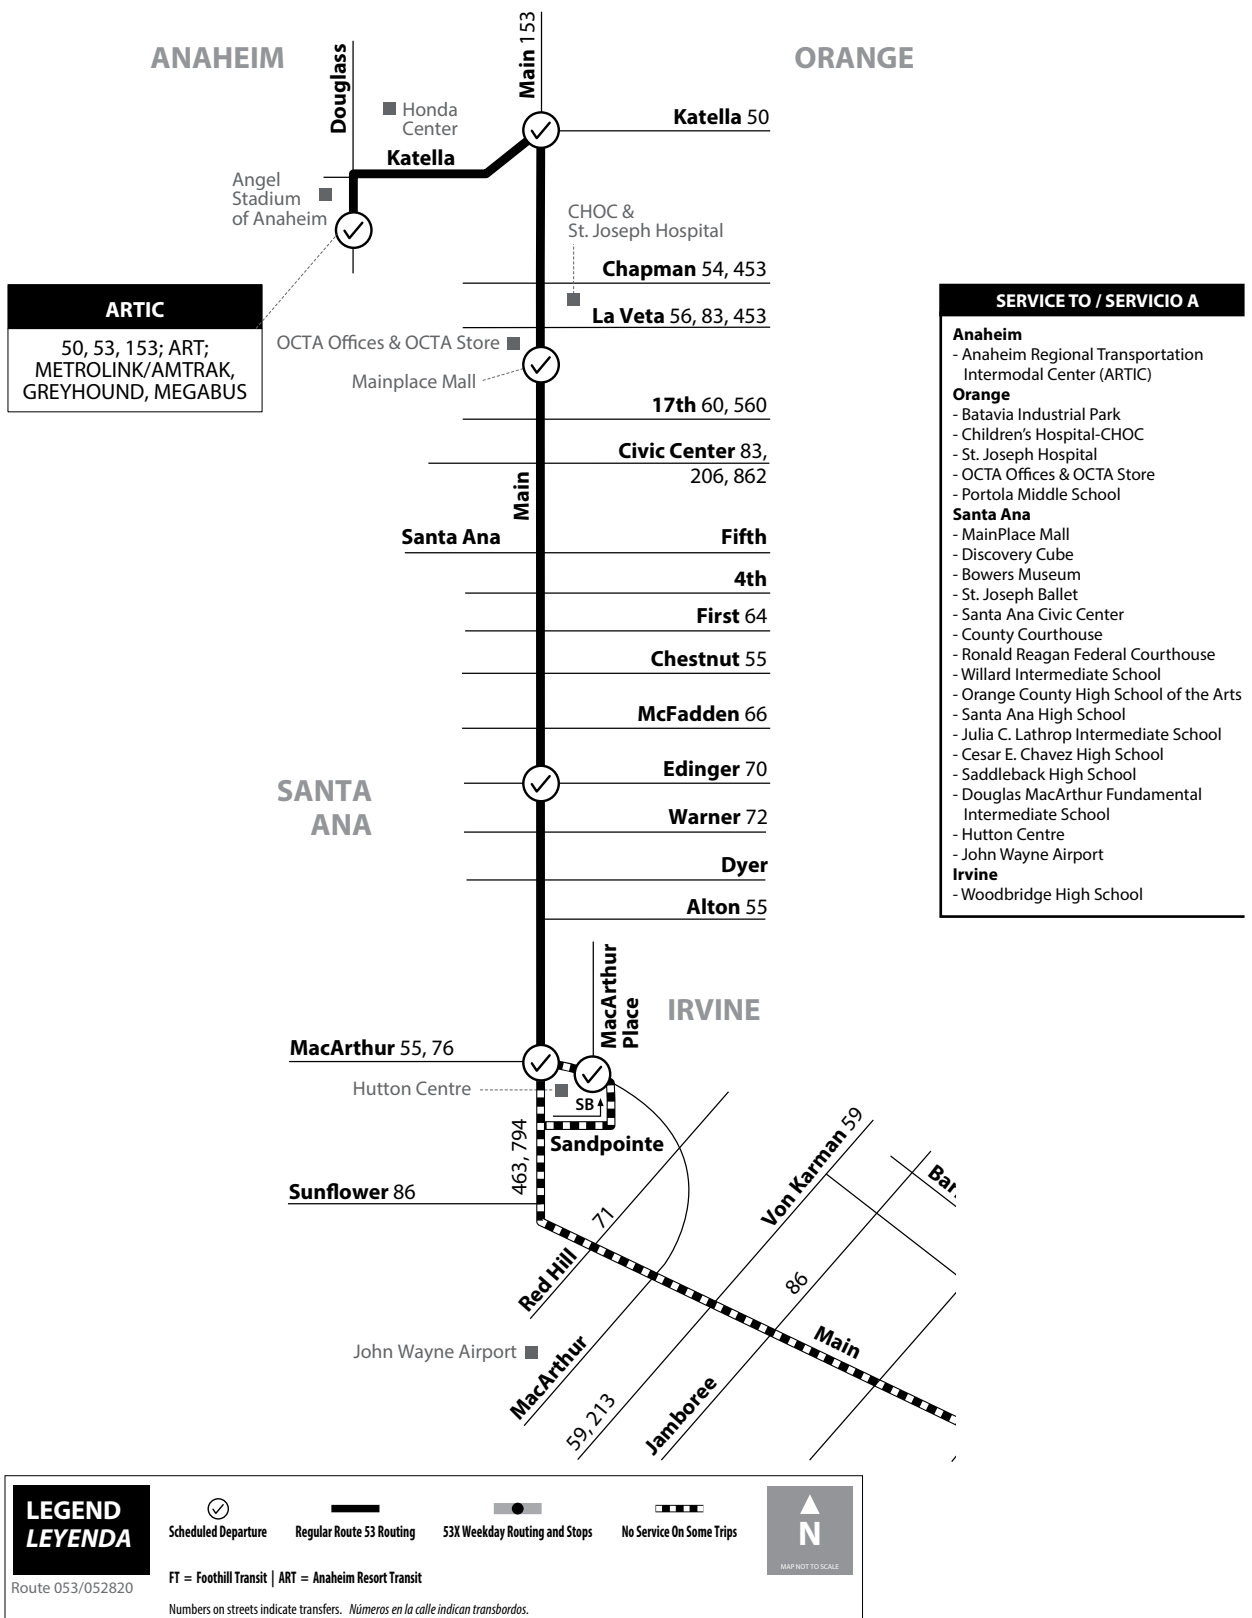 ANAHEIM
ORANGE
Douglass
Main 153
Honda
Center
Katella 50
Katella
Angel
Stadium
of Anaheim
CHOC &
St. Joseph Hospital
Chapman 54, 453
ARTIC
50, 53, 153; ART;
METROLINK/AMTRAK,
GREYHOUND, MEGABUS
La Veta 56, 83, 453
OCTA Offices & OCTA Store
Mainplace Mall
17th 60, 560
Civic Center 83,
206, 862
Main
Santa Ana
Fifth
4th
First 64
Chestnut 55
McFadden 66
Edinger 70
SANTA
ANA
Warner 72
Dyer
Alton 55
MacArthur
Place
IRVINE
MacArthur 55, 76
Hutton Centre
SB
Sandpointe
463, 794
Sunflower 86
Von Karman 59
71
Red Hill
86
Main
John Wayne Airport
MacArthur
59, 213
Jamboree
SERVICE TO / SERVICIO A
Anaheim
- Anaheim Regional Transportation
Intermodal Center (ARTIC)
Orange
- Batavia Industrial Park
- Children's Hospital-CHOC
- St. Joseph Hospital
- OCTA Offices & OCTA Store
- Portola Middle School
Santa Ana
- MainPlace Mall
- Discovery Cube
- Bowers Museum
- St. Joseph Ballet
- Santa Ana Civic Center
- County Courthouse
- Ronald Reagan Federal Courthouse
- Willard Intermediate School
- Orange County High School of the Arts
- Santa Ana High School
- Julia C. Lathrop Intermediate School
- Cesar E. Chavez High School
- Saddleback High School
- Douglas MacArthur Fundamental
Intermediate School
- Hutton Centre
- John Wayne Airport
Irvine
- Woodbridge High School
LEGEND
LEYENDA
Route 053/052820
Scheduled Departure
Regular Route 53 Routing
53X Weekday Routing and Stops
No Service On Some Trips
N
MAP NOT TO SCALE
FT = Foothill Transit | ART = Anaheim Resort Transit
Numbers on streets indicate transfers. Números en la calle indican transbordos.